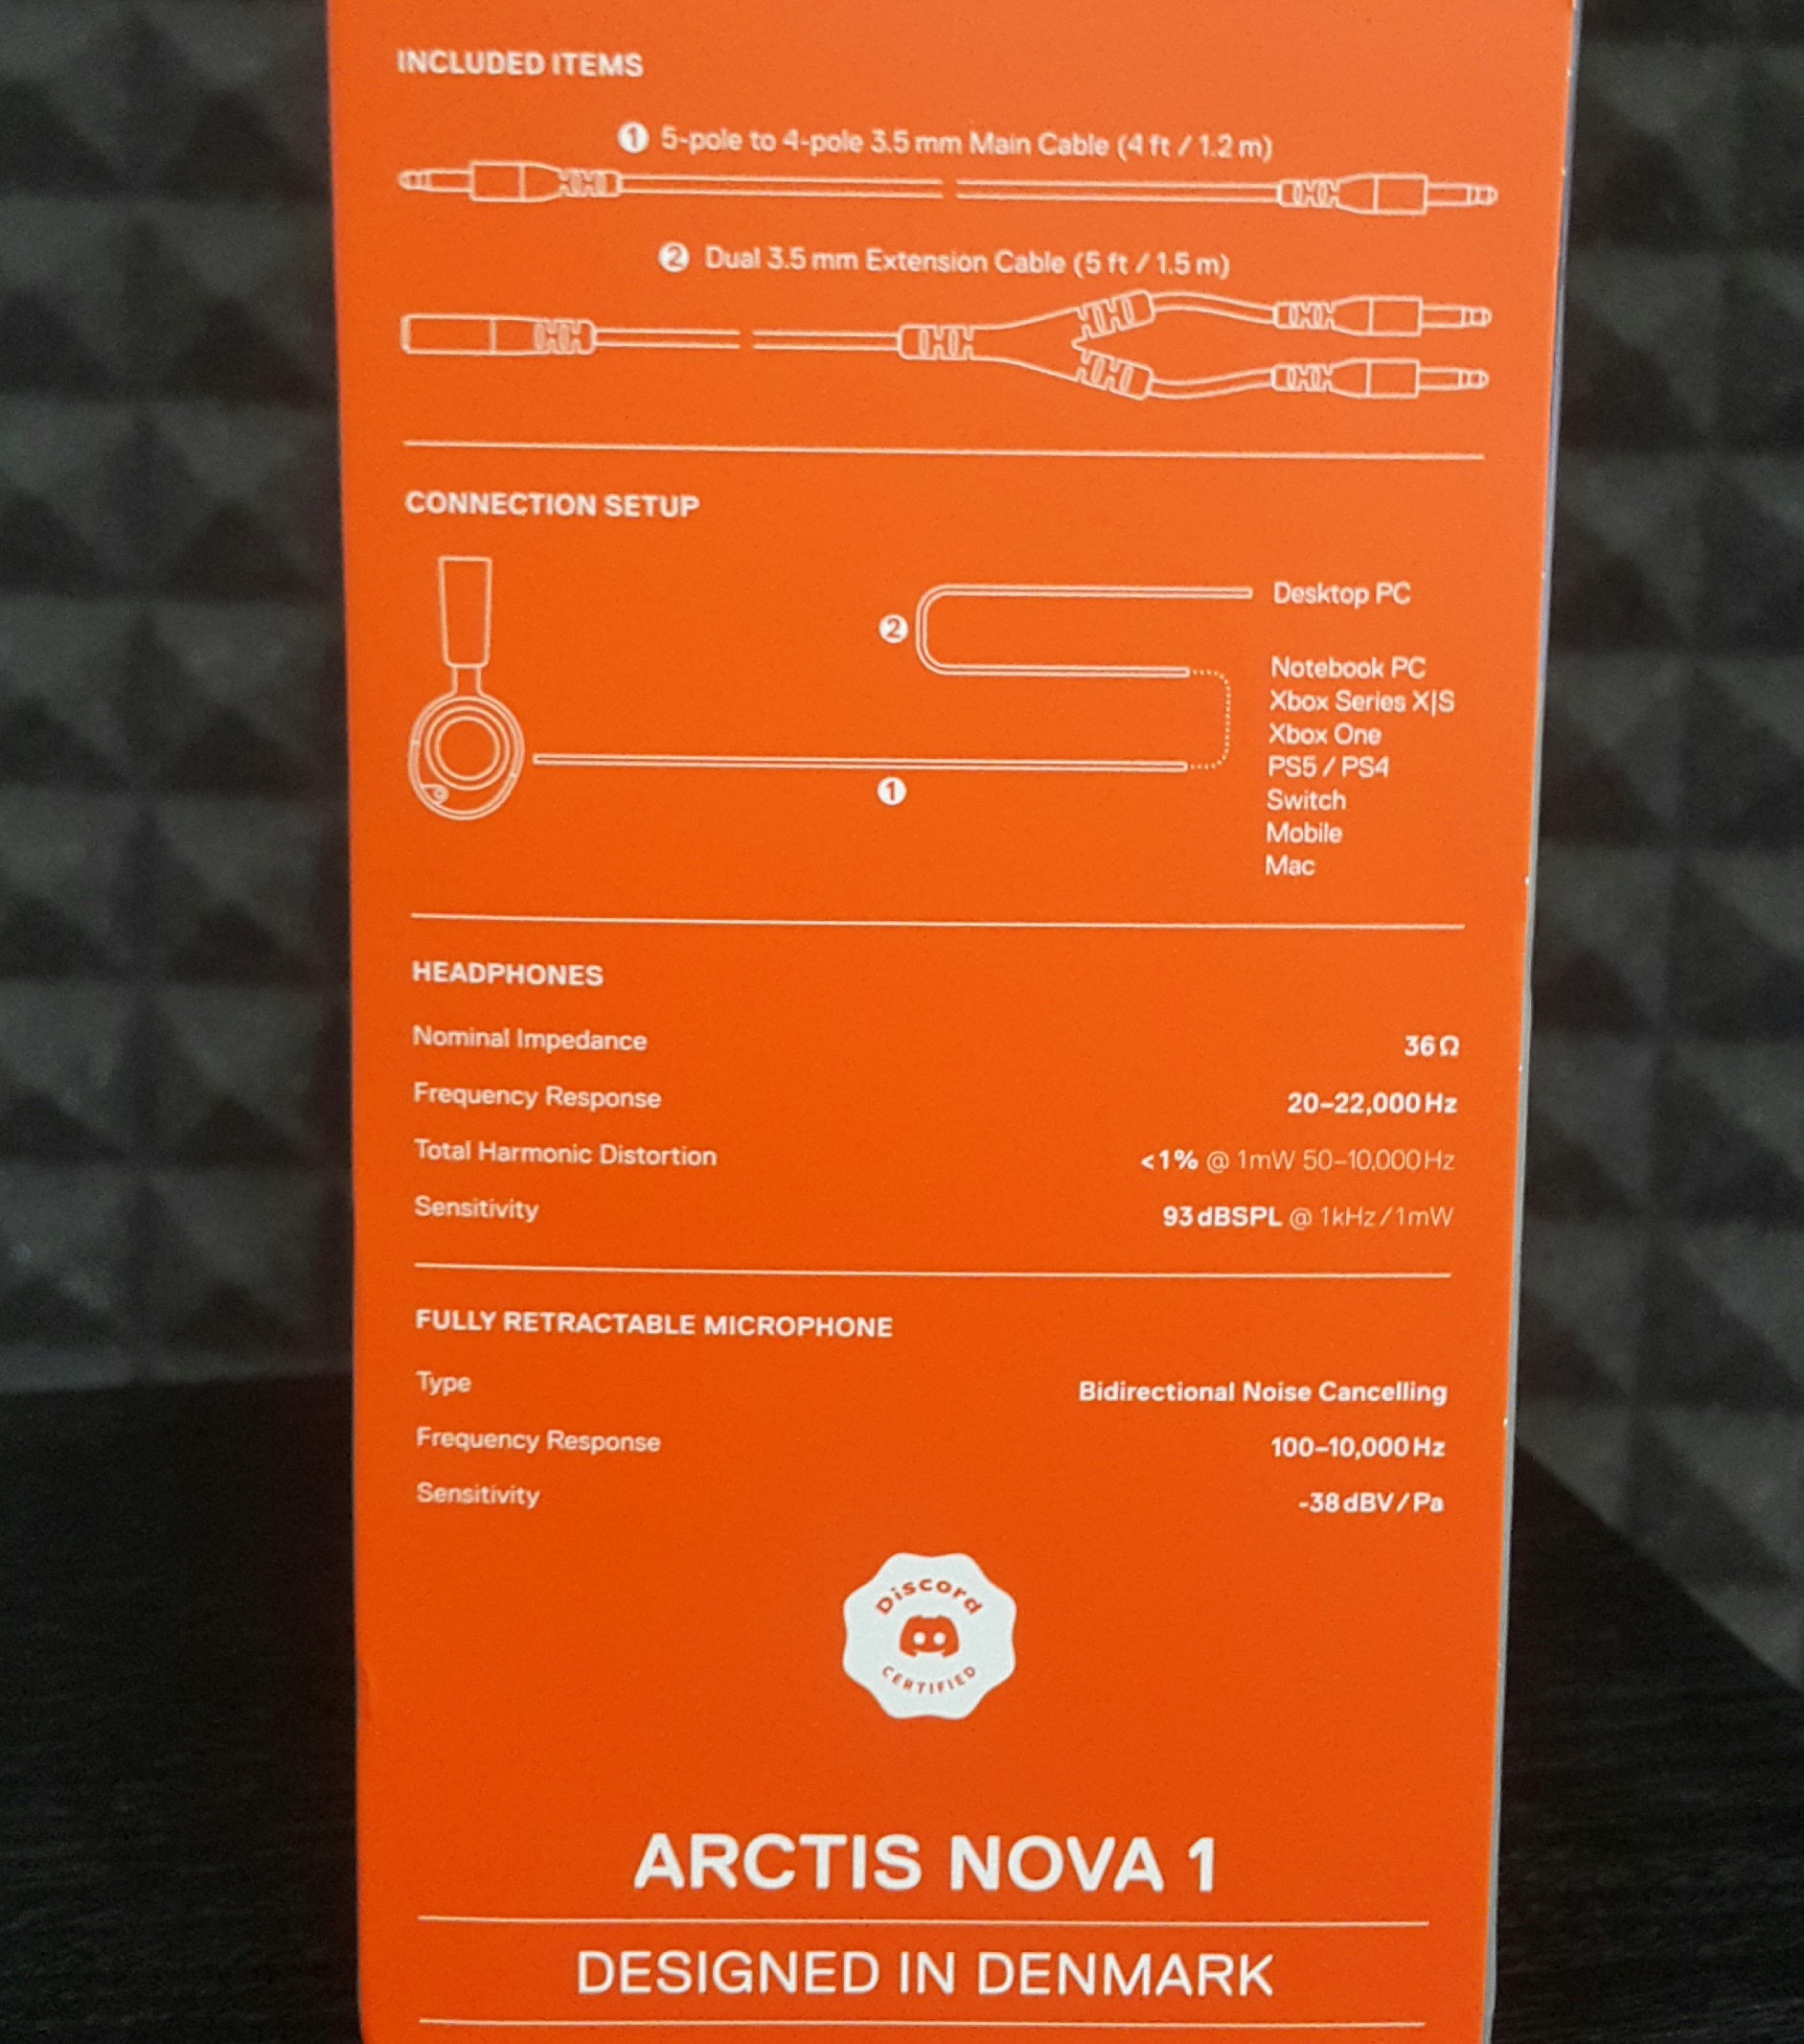 INCLUDED ITEMS
1 5-pole to 4-pole 3.5 mm Main Cable (4 ft / 1.2 m)
2 Dual 3.5 mm Extension Cable (5 ft / 1.5 m)
CONNECTION SETUP
2
1
Desktop PC
Notebook PC
Xbox Series X|S
Xbox One
PS5 / PS4
Switch
Mobile
Mac
HEADPHONES
Nominal Impedance 36 Ω
Frequency Response 20–22,000 Hz
Total Harmonic Distortion <1% @ 1mW 50–10,000 Hz
Sensitivity 93 dBSPL @ 1kHz / 1mW
FULLY RETRACTABLE MICROPHONE
Type Bidirectional Noise Cancelling
Frequency Response 100–10,000 Hz
Sensitivity -38 dBV / Pa
Discord
CERTIFIED
ARCTIS NOVA 1
DESIGNED IN DENMARK